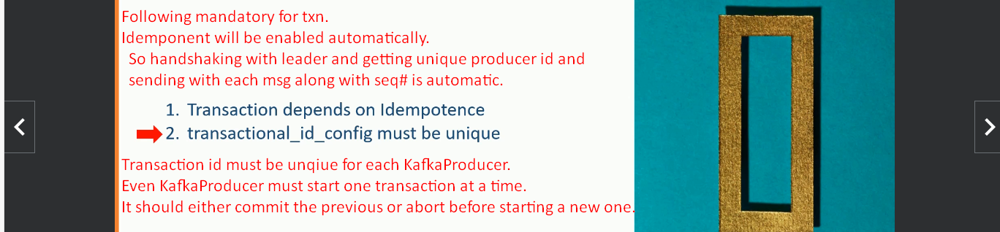 Following mandatory for txn.
Idemponent will be enabled automatically.
So handshaking with leader and getting unique producer id and
sending with each msg along with seq# is automatic.
1. Transaction depends on Idempotence
2. transactional_id_config must be unique
Transaction id must be unqiue for each KafkaProducer.
Even KafkaProducer must start one transaction at a time.
It should either commit the previous or abort before starting a new one.